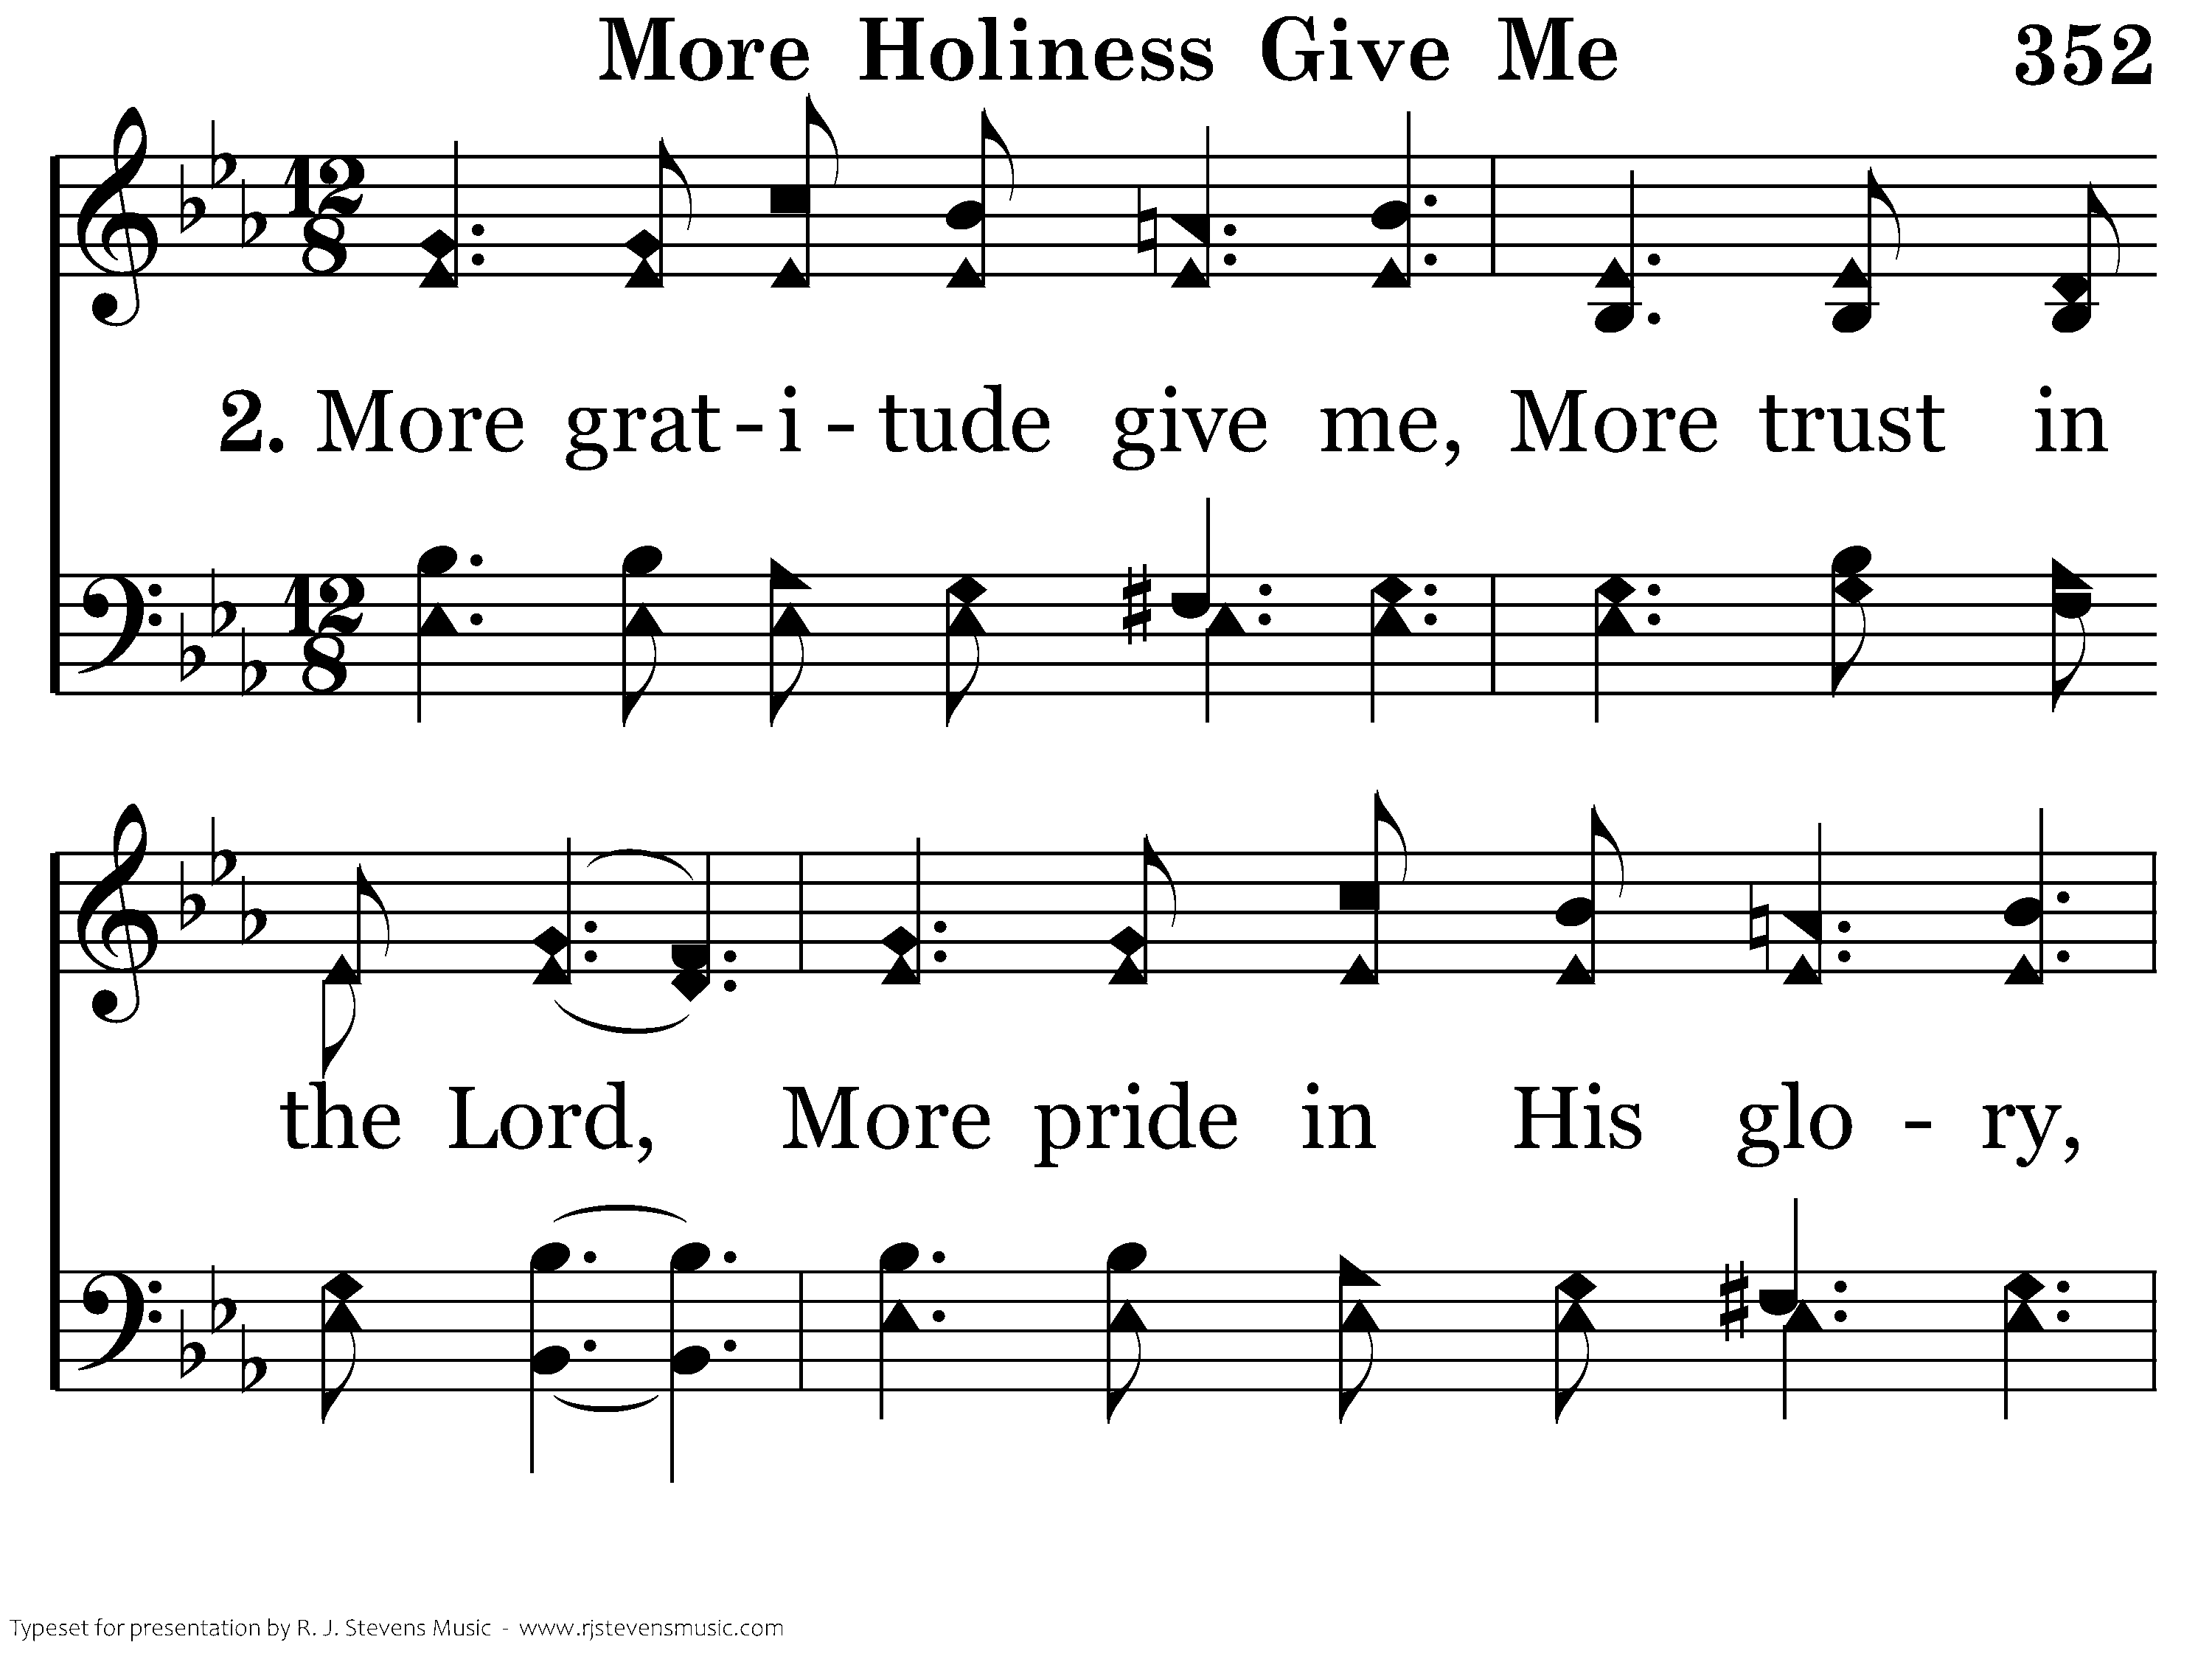 More Holiness Give Me 352
2. More grat - i - tude give me, More trust in
the Lord, More pride in His glo - ry,
Typeset for presentation by R. J. Stevens Music - www.rjstevensmusic.com